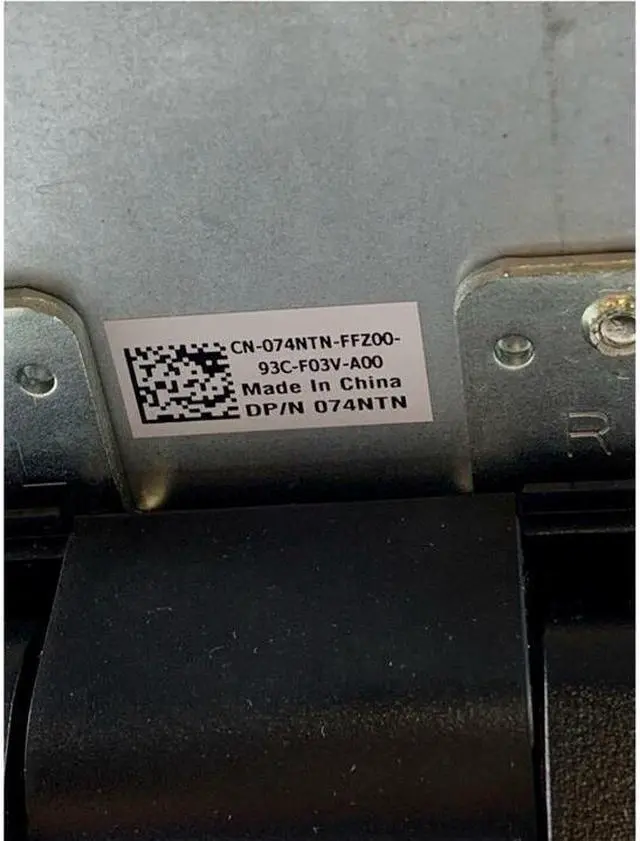 CN-074NTN-FFZ00-
93C-F03V-A00
Made In China
DP/N 074NTN
R